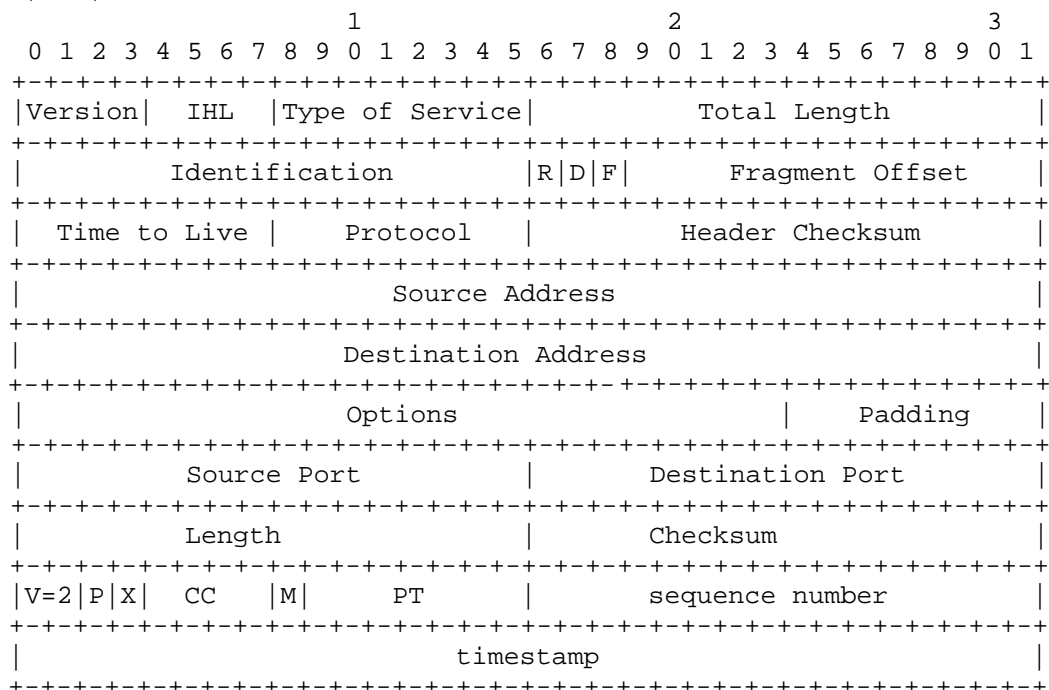 1                   2                   3
 0 1 2 3 4 5 6 7 8 9 0 1 2 3 4 5 6 7 8 9 0 1 2 3 4 5 6 7 8 9 0 1
+-+-+-+-+-+-+-+-+-+-+-+-+-+-+-+-+-+-+-+-+-+-+-+-+-+-+-+-+-+-+-+-+
|Version|  IHL  |Type of Service|          Total Length         |
+-+-+-+-+-+-+-+-+-+-+-+-+-+-+-+-+-+-+-+-+-+-+-+-+-+-+-+-+-+-+-+-+
|         Identification        |R|D|F|      Fragment Offset    |
+-+-+-+-+-+-+-+-+-+-+-+-+-+-+-+-+-+-+-+-+-+-+-+-+-+-+-+-+-+-+-+-+
|  Time to Live |    Protocol   |         Header Checksum       |
+-+-+-+-+-+-+-+-+-+-+-+-+-+-+-+-+-+-+-+-+-+-+-+-+-+-+-+-+-+-+-+-+
|                       Source Address                          |
+-+-+-+-+-+-+-+-+-+-+-+-+-+-+-+-+-+-+-+-+-+-+-+-+-+-+-+-+-+-+-+-+
|                    Destination Address                        |
+-+-+-+-+-+-+-+-+-+-+-+-+-+-+-+-+-+-+-+-+-+-+-+-+-+-+-+-+-+-+-+-+
|                    Options                    |    Padding    |
+-+-+-+-+-+-+-+-+-+-+-+-+-+-+-+-+-+-+-+-+-+-+-+-+-+-+-+-+-+-+-+-+
|          Source Port          |       Destination Port        |
+-+-+-+-+-+-+-+-+-+-+-+-+-+-+-+-+-+-+-+-+-+-+-+-+-+-+-+-+-+-+-+-+
|          Length               |       Checksum                |
+-+-+-+-+-+-+-+-+-+-+-+-+-+-+-+-+-+-+-+-+-+-+-+-+-+-+-+-+-+-+-+-+
|V=2|P|X|  CC   |M|     PT      |       sequence number         |
+-+-+-+-+-+-+-+-+-+-+-+-+-+-+-+-+-+-+-+-+-+-+-+-+-+-+-+-+-+-+-+-+
|                           timestamp                           |
+-+-+-+-+-+-+-+-+-+-+-+-+-+-+-+-+-+-+-+-+-+-+-+-+-+-+-+-+-+-+-+-+